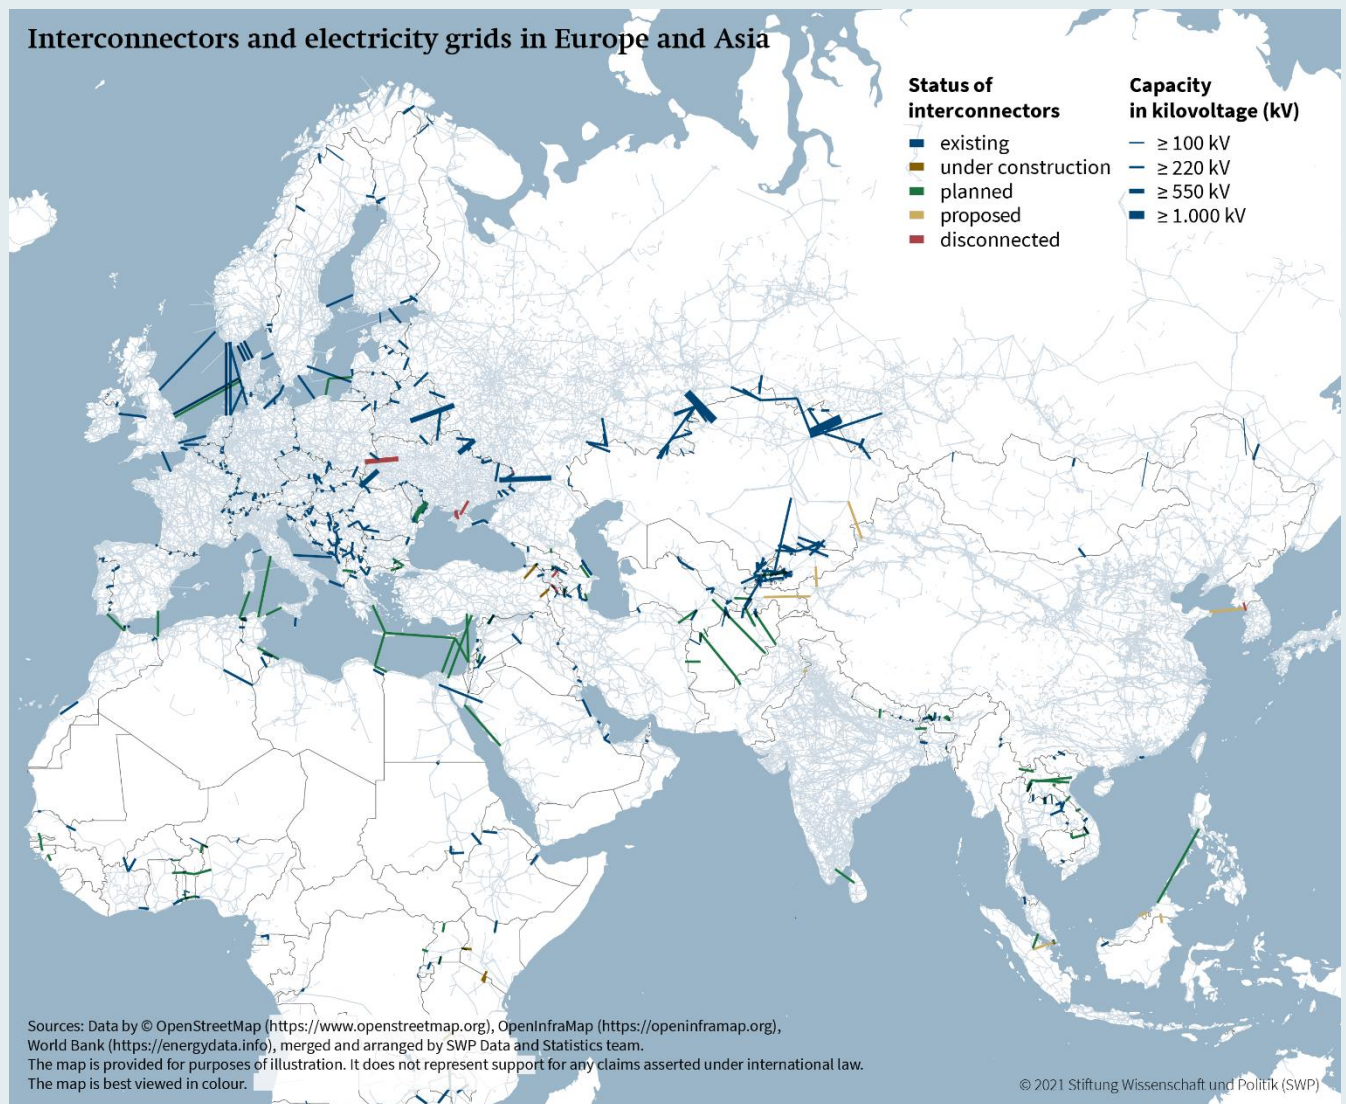 Interconnectors and electricity grids in Europe and Asia
Status of
interconnectors
existing
under construction
planned
proposed
disconnected
Capacity
in kilovoltage (kV)
≥ 100 kV
≥ 220 kV
≥ 550 kV
≥ 1.000 kV
Sources: Data by © OpenStreetMap (https://www.openstreetmap.org), OpenInfraMap (https://openinframap.org),
World Bank (https://energydata.info), merged and arranged by SWP Data and Statistics team.
The map is provided for purposes of illustration. It does not represent support for any claims asserted under international law.
The map is best viewed in colour.
© 2021 Stiftung Wissenschaft und Politik (SWP)